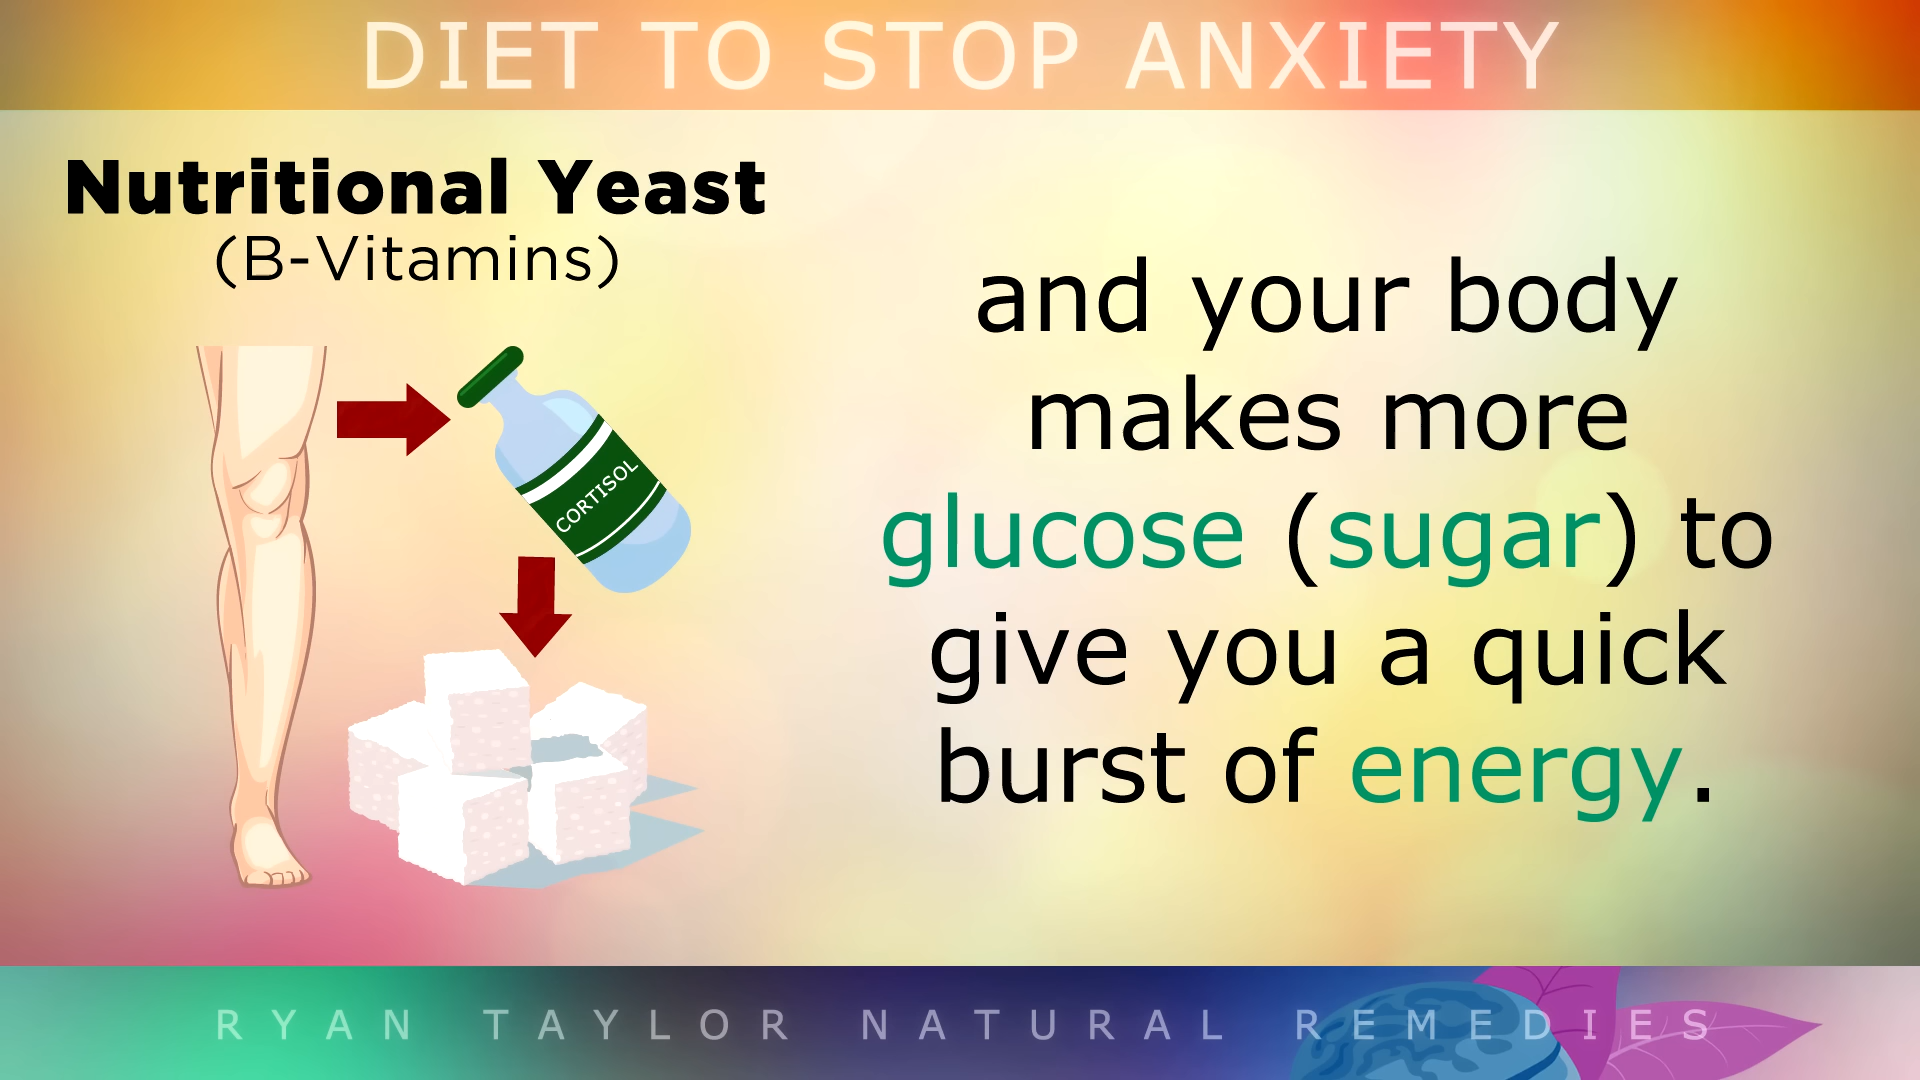 DIET TO STOP ANXIETY
Nutritional Yeast
(B-Vitamins)
CORTISOL
and your body
makes more
glucose (sugar) to
give you a quick
burst of energy.
RYAN TAYLOR NATURAL REMEDIES